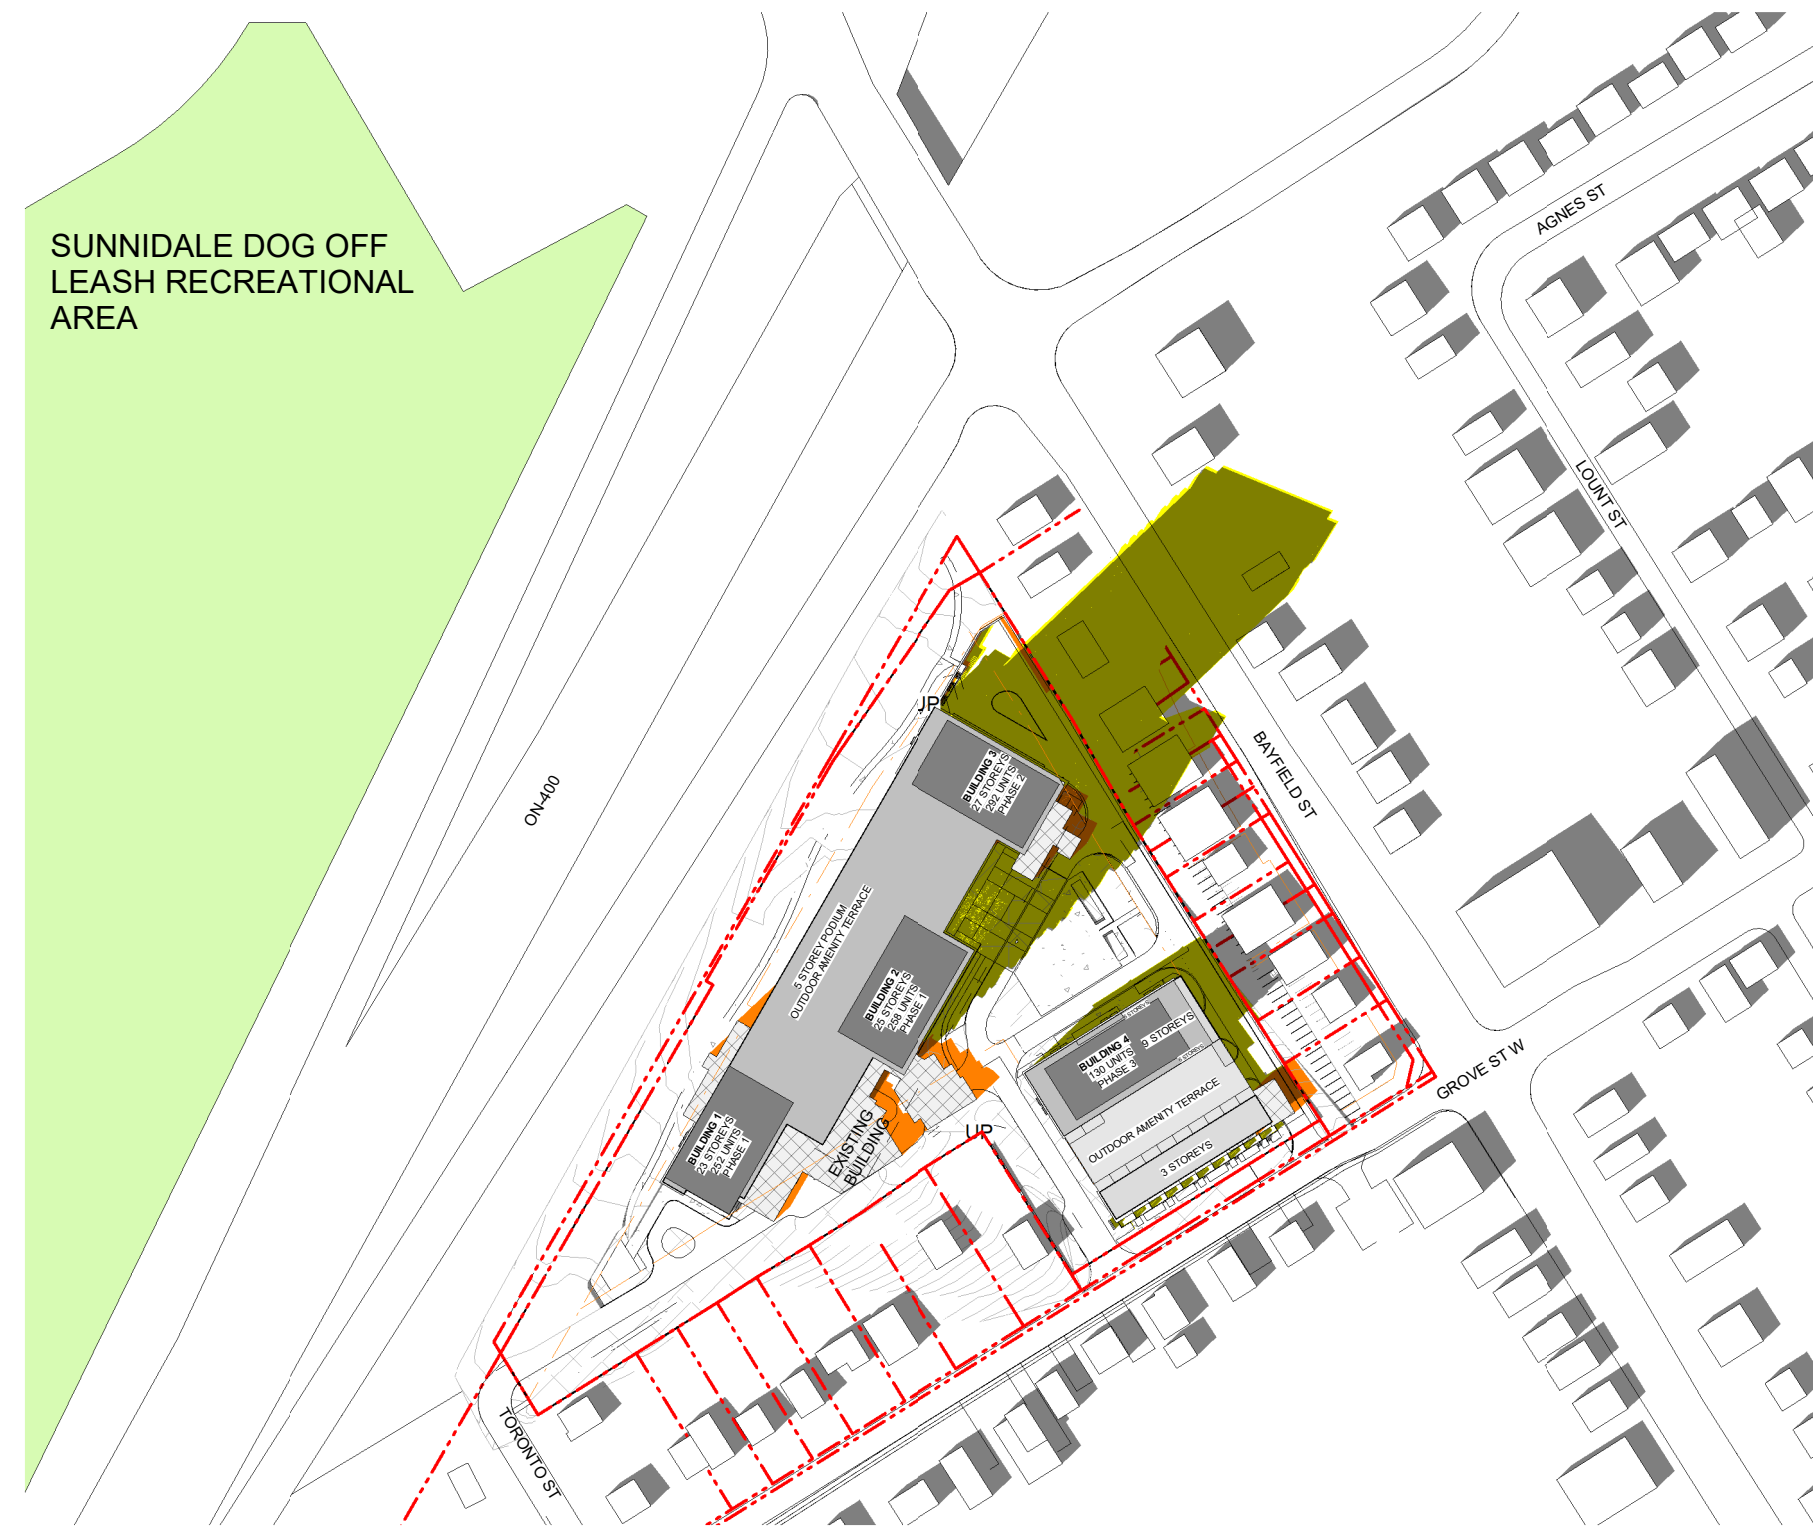 SUNNIDALE DOG OFF
LEASH RECREATIONAL
AREA
AGNES ST
LOUNT ST
ON-400
JP
BUILDING 3
27 STOREYS
292 UNITS
PHASE 2
BAYFIELD ST
5 STOREY PODIUM
OUTDOOR AMENITY TERRACE
BUILDING 2
25 STOREYS
258 UNITS
PHASE 1
BUILDING 4
130 UNITS
PHASE 3
9 STOREYS
OUTDOOR AMENITY TERRACE
3 STOREYS
GROVE ST W
BUILDING 1
23 STOREYS
252 UNITS
PHASE 1
EXISTING
BUILDING
UP
TORONTO ST